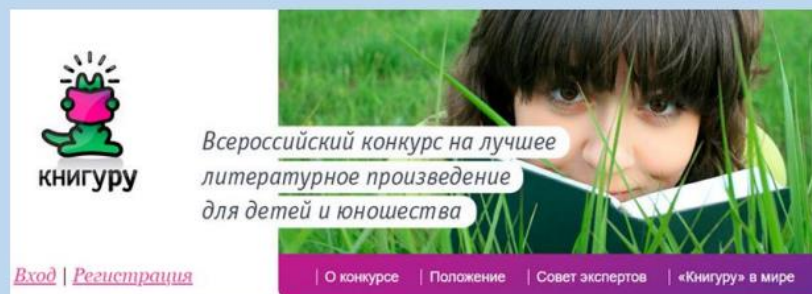 книгуру
Всероссийский конкурс на лучшее
литературное произведение
для детей и юношества
Вход | Регистрация
| О конкурсе | Положение | Совет экспертов | «Книгуру» в мире